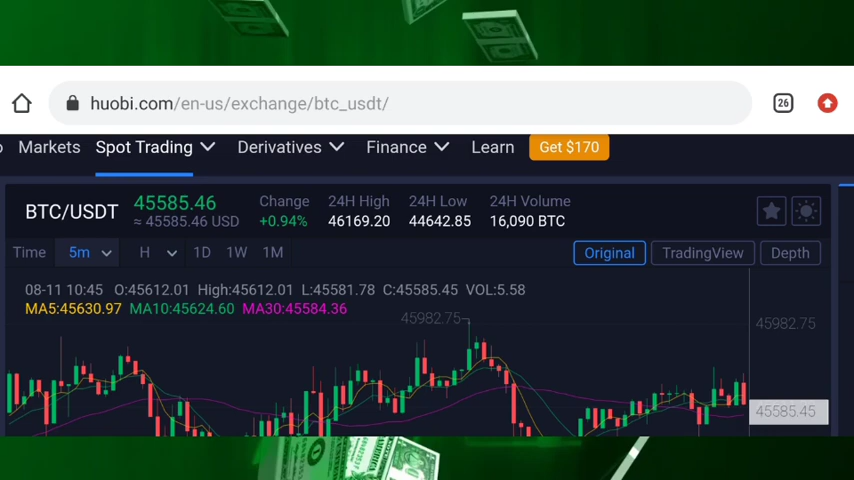 huobi.com/en-us/exchange/btc_usdt/
26
Markets Spot Trading Derivatives Finance Learn Get $170
BTC/USDT
45585.46
≈ 45585.46 USD
Change
+0.94%
24H High
46169.20
24H Low
44642.85
24H Volume
16,090 BTC
Time 5m H 1D 1W 1M Original TradingView Depth
08-11 10:45 O:45612.01 High:45612.01 L:45581.78 C:45585.45 VOL:5.58
MA5:45630.97 MA10:45624.60 MA30:45584.36
45982.75
45982.75
45585.45